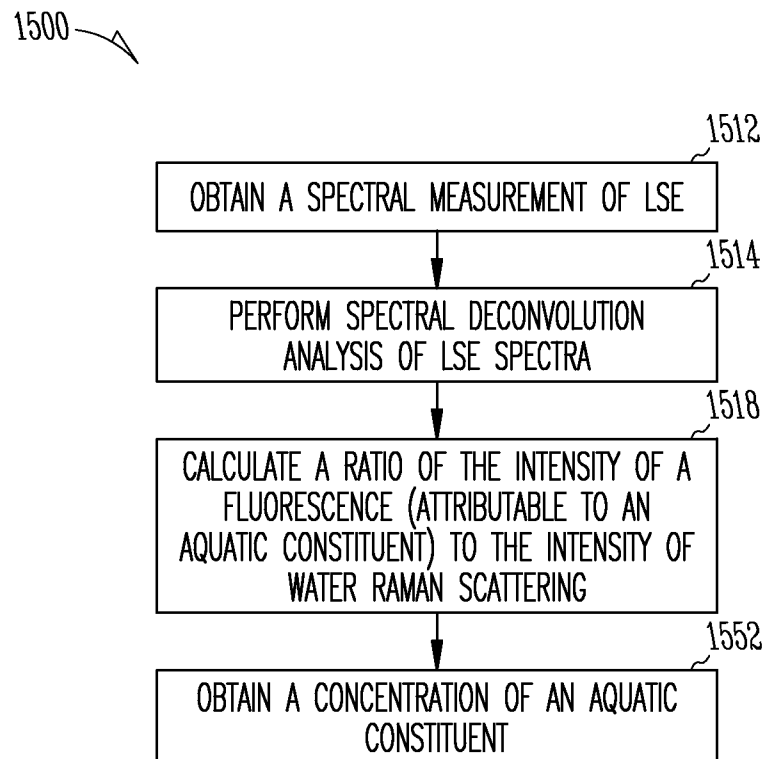 1500
1512
OBTAIN A SPECTRAL MEASUREMENT OF LSE
1514
PERFORM SPECTRAL DECONVOLUTION
ANALYSIS OF LSE SPECTRA
1518
CALCULATE A RATIO OF THE INTENSITY OF A
FLUORESCENCE (ATTRIBUTABLE TO AN
AQUATIC CONSTITUENT) TO THE INTENSITY OF
WATER RAMAN SCATTERING
1552
OBTAIN A CONCENTRATION OF AN AQUATIC
CONSTITUENT